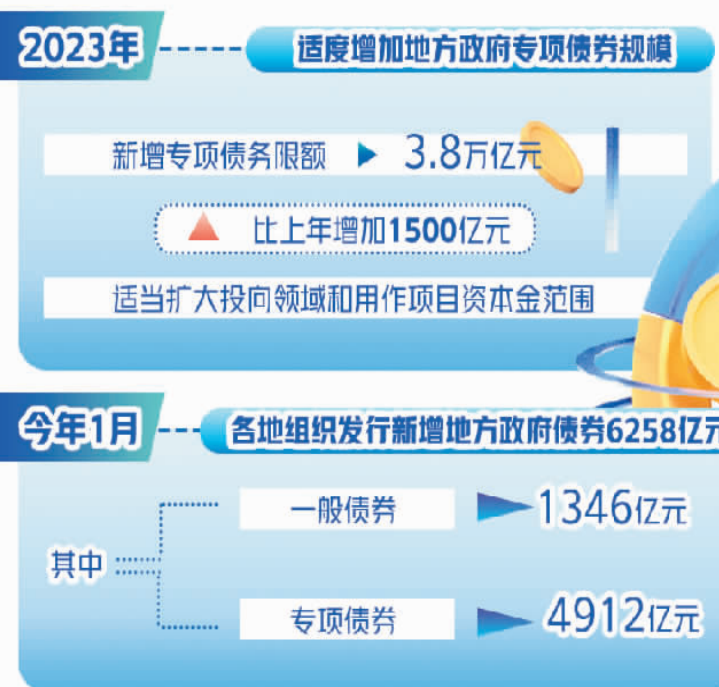 2023年
适度增加地方政府专项债券规模
新增专项债务限额 3.8万亿元
比上年增加1500亿元
适当扩大投向领域和用作项目资本金范围
今年1月
各地组织发行新增地方政府债券6258亿元
一般债券 1346亿元
其中
专项债券 4912亿元